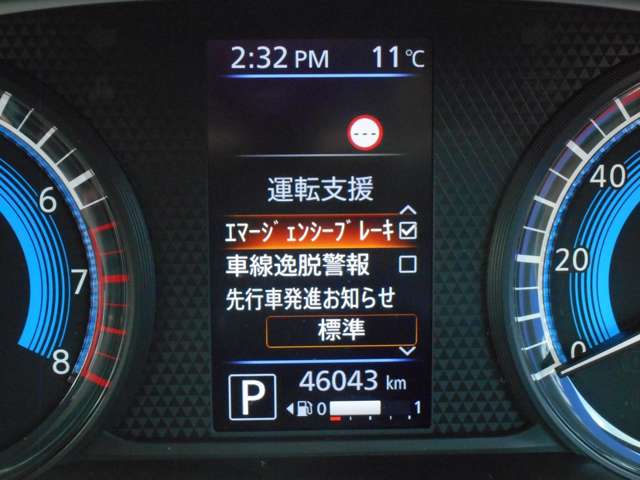 2:32 PM 11℃
---
運転支援
ｴﾏｰｼﾞｪﾝｼｰﾌﾞﾚｰｷ
車線逸脱警報
先行車発進お知らせ
標準
P 46043 km
0 1
6
7
8
40
20
0